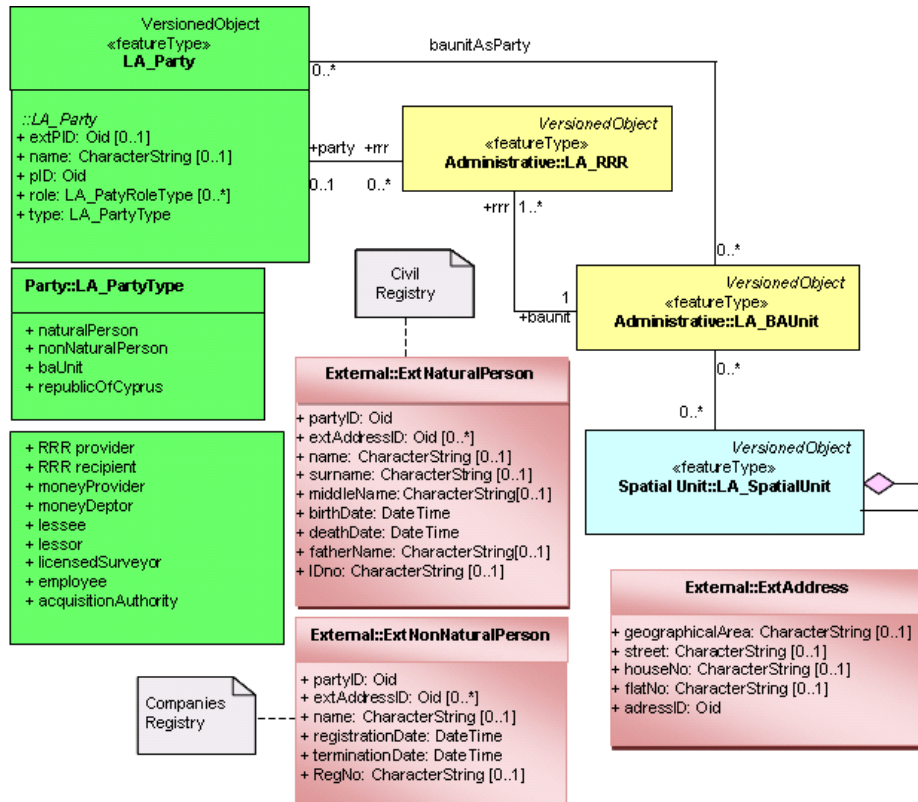 VersionedObject
«featureType»
LA_Party
::LA_Party
+ extPID: Oid [0..1]
+ name: CharacterString [0..1]
+ pID: Oid
+ role: LA_PatyRoleType [0..*]
+ type: LA_PartyType
baunitAsParty
0..*
0..*
+party +rrr
0..1 0..*
VersionedObject
«featureType»
Administrative::LA_RRR
+rrr 1..*
1
+baunit
VersionedObject
«featureType»
Administrative::LA_BAUnit
0..*
0..*
VersionedObject
«featureType»
Spatial Unit::LA_SpatialUnit
Party::LA_PartyType
+ naturalPerson
+ nonNaturalPerson
+ baUnit
+ republicOfCyprus
+ RRR provider
+ RRR recipient
+ moneyProvider
+ moneyDeptor
+ lessee
+ lessor
+ licensedSurveyor
+ employee
+ acquisitionAuthority
Civil
Registry
External::ExtNaturalPerson
+ partyID: Oid
+ extAddressID: Oid [0..*]
+ name: CharacterString [0..1]
+ surname: CharacterString [0..1]
+ middleName: CharacterString[0..1]
+ birthDate: DateTime
+ deathDate: DateTime
+ fatherName: CharacterString[0..1]
+ IDno: CharacterString [0..1]
Companies
Registry
External::ExtNonNaturalPerson
+ partyID: Oid
+ extAddressID: Oid [0..*]
+ name: CharacterString [0..1]
+ registrationDate: DateTime
+ terminationDate: DateTime
+ RegNo: CharacterString [0..1]
External::ExtAddress
+ geographicalArea: CharacterString [0..1]
+ street: CharacterString [0..1]
+ houseNo: CharacterString [0..1]
+ flatNo: CharacterString [0..1]
+ adressID: Oid